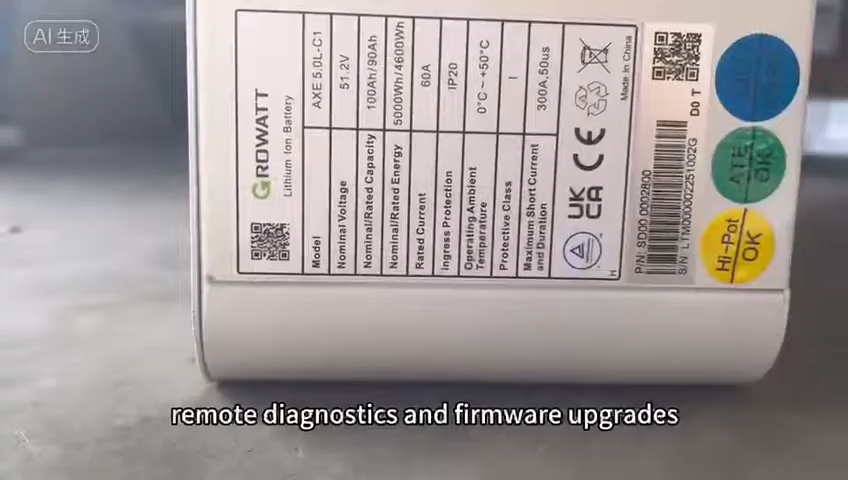 AI生成
GROWATT
Lithium Ion Battery
Model AXE 5.0L-C1
Nominal Voltage 51.2V
Nominal/Rated Capacity 100Ah/90Ah
Nominal/Rated Energy 5000Wh/4600Wh
Rated Current 60A
Ingress Protection IP20
Operating Ambient
Temperature 0°C~+50°C
Protective Class I
Maximum Short Current
and Duration 300A,50us
UK
CA
CE
Made In China
H
P/N: SD00.0002800
S/N: LTM000002251002G
D0 T
ATE
OK
Hi-Pot
OK
remote diagnostics and firmware upgrades